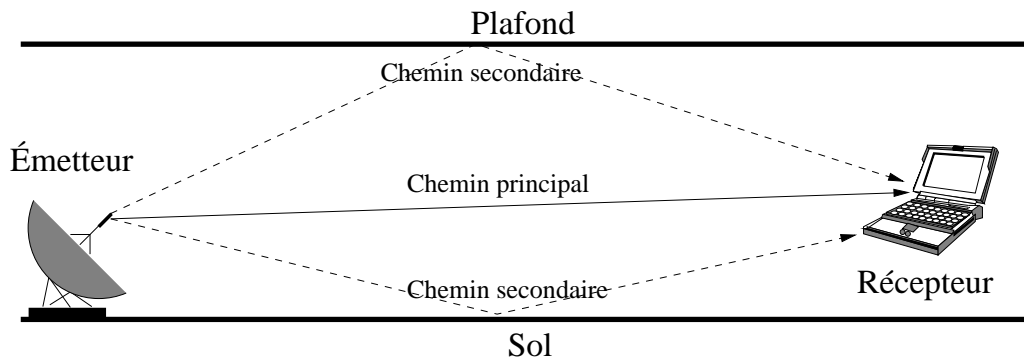 Plafond
Chemin secondaire
Émetteur
Chemin principal
Chemin secondaire
Récepteur
Sol